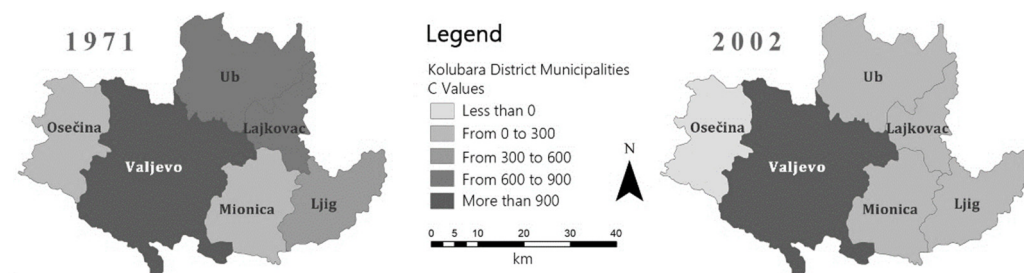 1971
Ub
Osečina
Lajkovac
Valjevo
Mionica
Ljig
Legend
Kolubara District Municipalities
C Values
Less than 0
From 0 to 300
From 300 to 600
From 600 to 900
More than 900
N
0 5 10 20 30 40
km
2002
Ub
Osečina
Lajkovac
Valjevo
Mionica
Ljig